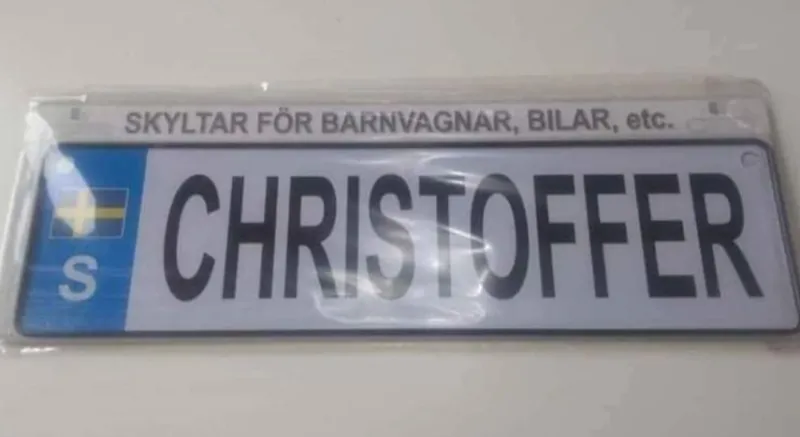 SKYLTAR FÖR BARNVAGNAR, BILAR, etc.
S
CHRISTOFFER